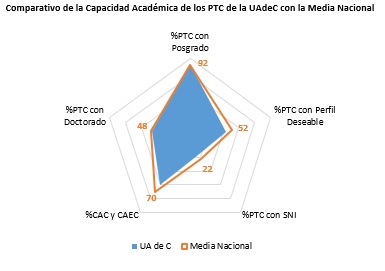 Comparativo de la Capacidad Académica de los PTC de la UAdeC con la Media Nacional
%PTC con
Posgrado
92
%PTC con
Doctorado
48
52
%PTC con Perfil
Deseable
22
70
%CAC y CAEC
%PTC con SNI
UA de C
Media Nacional